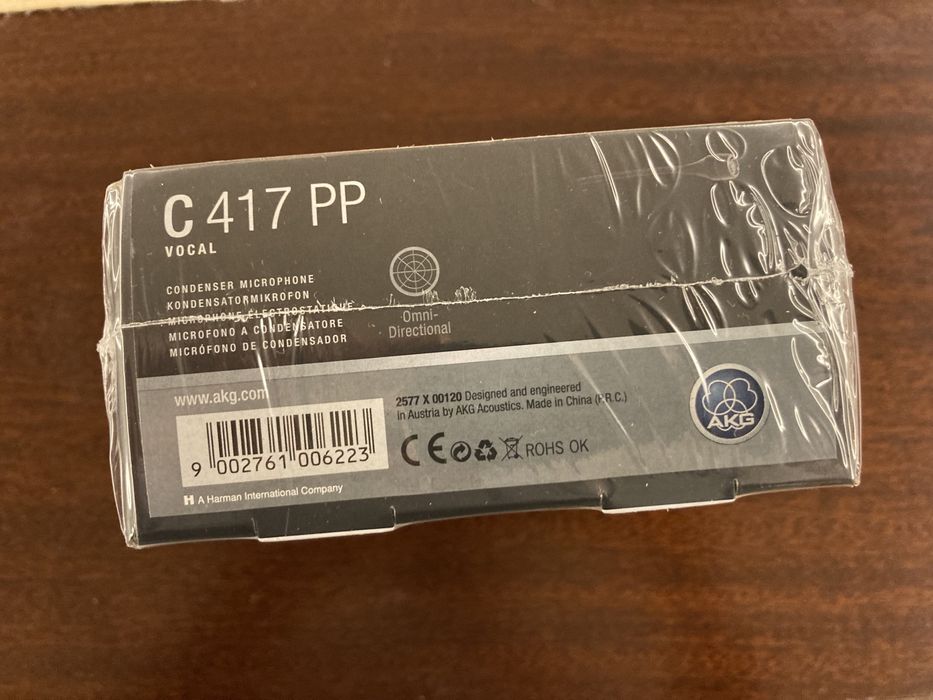 C 417 PP
VOCAL
CONDENSER MICROPHONE
KONDENSATORMIKROFON
MICROPHONE ÉLECTROSTATIQUE
MICROFONO A CONDENSATORE
MICRÓFONO DE CONDENSADOR
Omni-
Directional
www.akg.com
9 002761 006223
2577 X 00120 Designed and engineered
in Austria by AKG Acoustics. Made in China (P.R.C.)
CE ROHS OK
H A Harman International Company
AKG